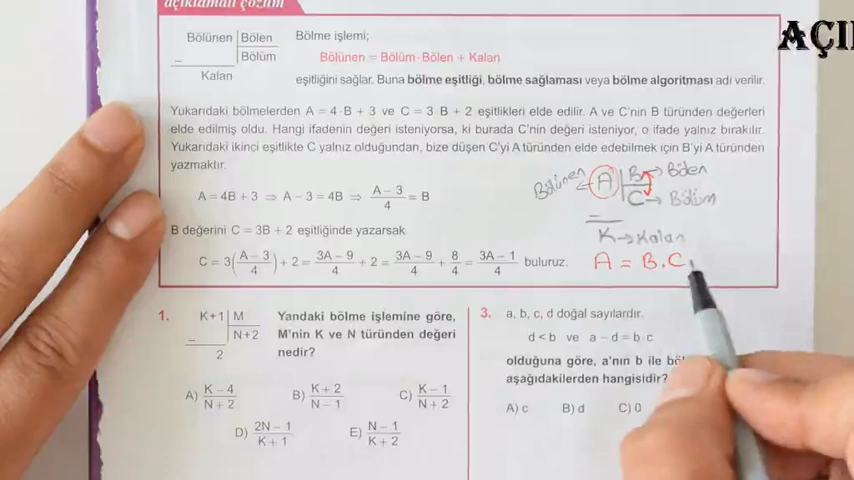 açıklamalı çözüm
Bölünen | Bölen
Bölüm
Kalan
Bölme işlemi;
Bölünen = Bölüm · Bölen + Kalan
eşitliğini sağlar. Buna bölme eşitliği, bölme sağlaması veya bölme algoritması adı verilir.
Yukarıdaki bölmelerden A = 4·B + 3 ve C = 3·B + 2 eşitlikleri elde edilir. A ve C'nin B türünden değerleri
elde edilmiş oldu. Hangi ifadenin değeri isteniyorsa, ki burada C'nin değeri isteniyor, o ifade yalnız bırakılır.
Yukarıdaki ikinci eşitlikte C yalnız olduğundan, bize düşen C'yi A türünden elde edebilmek için B'yi A türünden
yazmaktır.
A = 4B + 3 ⇒ A – 3 = 4B ⇒ (A – 3)/4 = B
B değerini C = 3B + 2 eşitliğinde yazarsak
C = 3((A – 3)/4) + 2 = (3A – 9)/4 + 2 = (3A – 9)/4 + 8/4 = (3A – 1)/4 buluruz.
Bölünen ← A | B → Bölen
C → Bölüm
–
K → Kalan
A = B.C
1. K+1 | M
N+2
–
2
Yandaki bölme işlemine göre,
M'nin K ve N türünden değeri
nedir?
A) (K – 4)/(N + 2) B) (K + 2)/(N – 1) C) (K – 1)/(N + 2)
D) (2N – 1)/(K + 1) E) (N – 1)/(K + 2)
3. a, b, c, d doğal sayılardır.
d < b ve a – d = b·c
olduğuna göre, a'nın b ile
aşağıdakilerden hangisidir?
A) c B) d C) 0